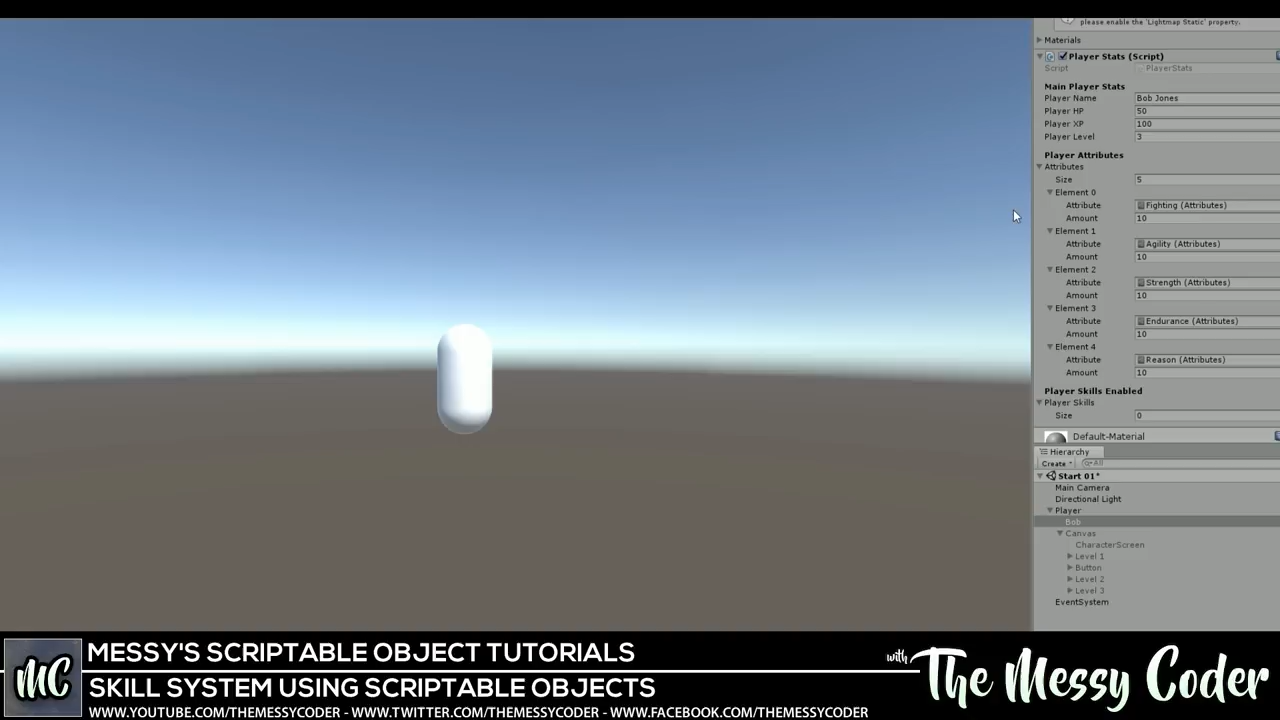 please enable the 'Lightmap Static' property.
Materials
Player Stats (Script)
Script PlayerStats
Main Player Stats
Player Name Bob Jones
Player HP 50
Player XP 100
Player Level 3
Player Attributes
Attributes
Size 5
Element 0
Attribute Fighting (Attributes)
Amount 10
Element 1
Attribute Agility (Attributes)
Amount 10
Element 2
Attribute Strength (Attributes)
Amount 10
Element 3
Attribute Endurance (Attributes)
Amount 10
Element 4
Attribute Reason (Attributes)
Amount 10
Player Skills Enabled
Player Skills
Size 0
Default-Material
Hierarchy
Create All
Start 01*
Main Camera
Directional Light
Player
Bob
Canvas
CharacterScreen
Level 1
Button
Level 2
Level 3
EventSystem
MC
MESSY'S SCRIPTABLE OBJECT TUTORIALS
SKILL SYSTEM USING SCRIPTABLE OBJECTS
WWW.YOUTUBE.COM/THEMESSYCODER - WWW.TWITTER.COM/THEMESSYCODER - WWW.FACEBOOK.COM/THEMESSYCODER
with The Messy Coder